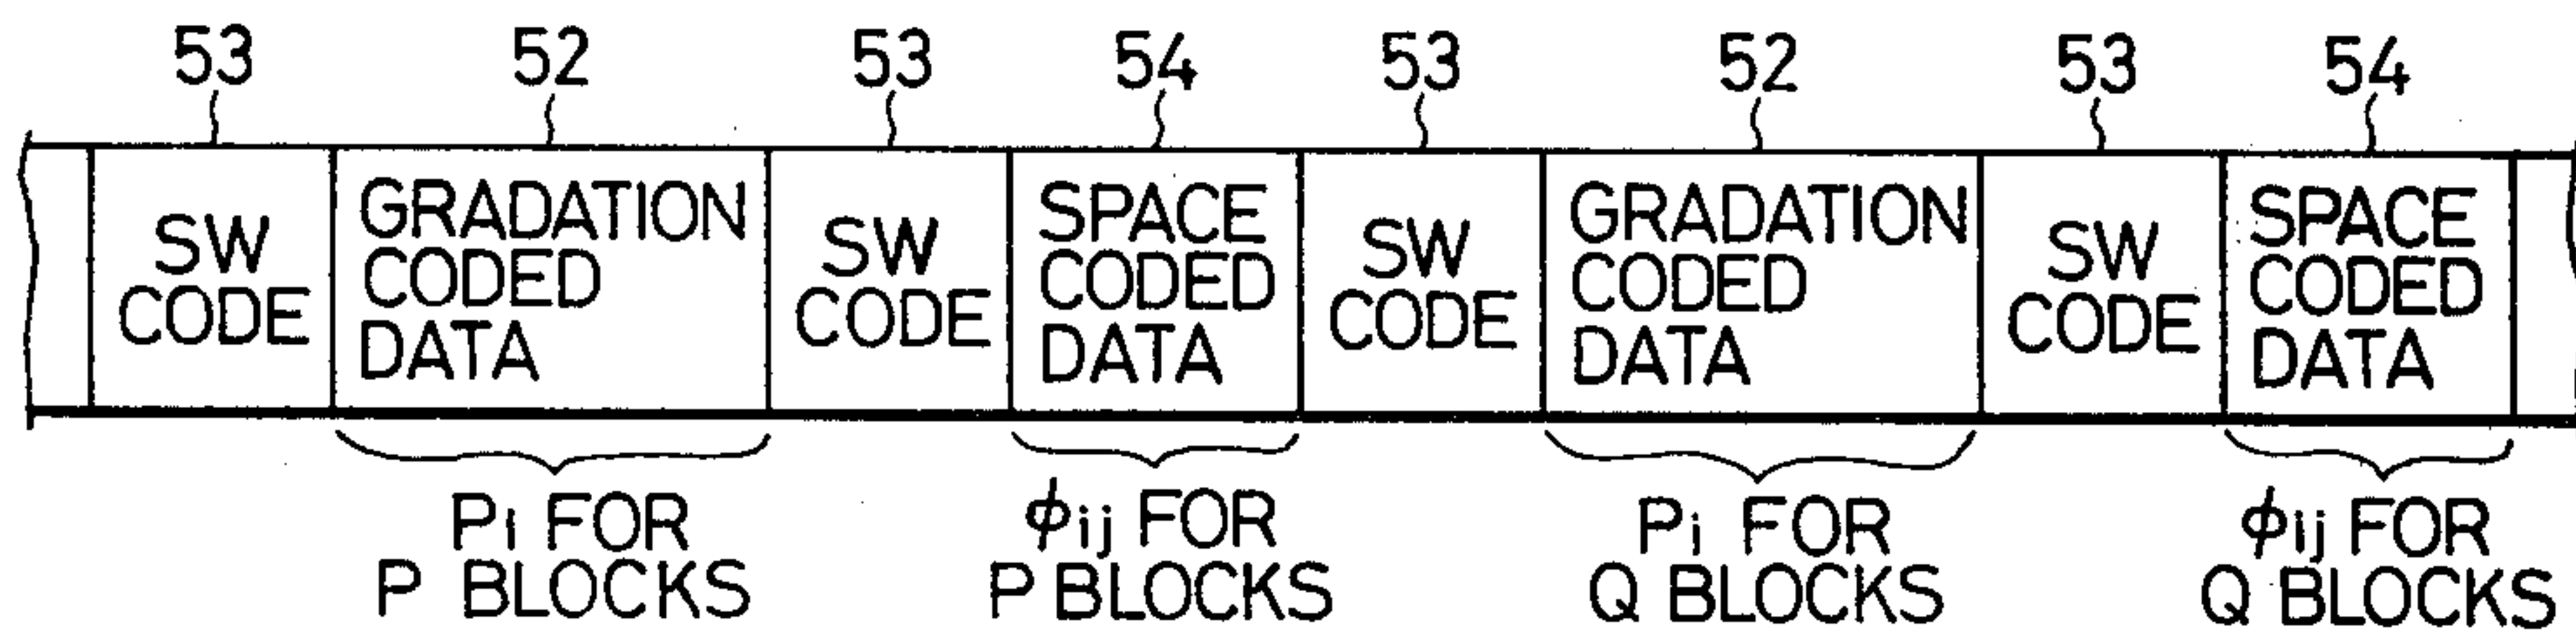 53 52 53 54 53 52 53 54
SW CODE
GRADATION CODED DATA
SW CODE
SPACE CODED DATA
SW CODE
GRADATION CODED DATA
SW CODE
SPACE CODED DATA
Pi FOR
P BLOCKS
ϕij FOR
P BLOCKS
Pi FOR
Q BLOCKS
ϕij FOR
Q BLOCKS